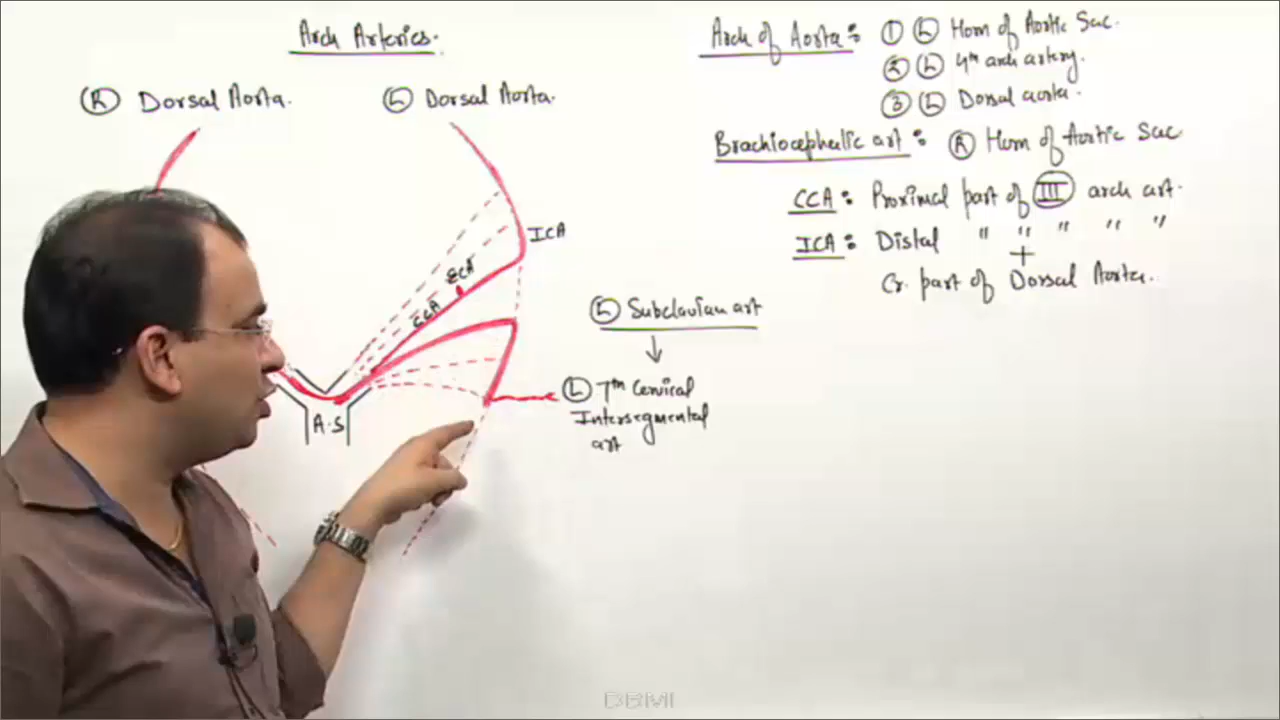 Arch Arteries.
Ⓡ Dorsal Aorta.
Ⓛ Dorsal Aorta.
ICA
ECA
CCA
A.S
Ⓛ Subclavian art
↓
Ⓛ 7th Cervical
Intersegmental
art
Arch of Aorta: ① Ⓛ Horn of Aortic Sac.
② Ⓛ 4th arch artery.
③ Ⓛ Dorsal aorta.
Brachiocephalic art: Ⓡ Horn of Aortic Sac
CCA: Proximal part of III arch art.
ICA: Distal " " " " "
+
Cr. part of Dorsal Aorta.
BBMI